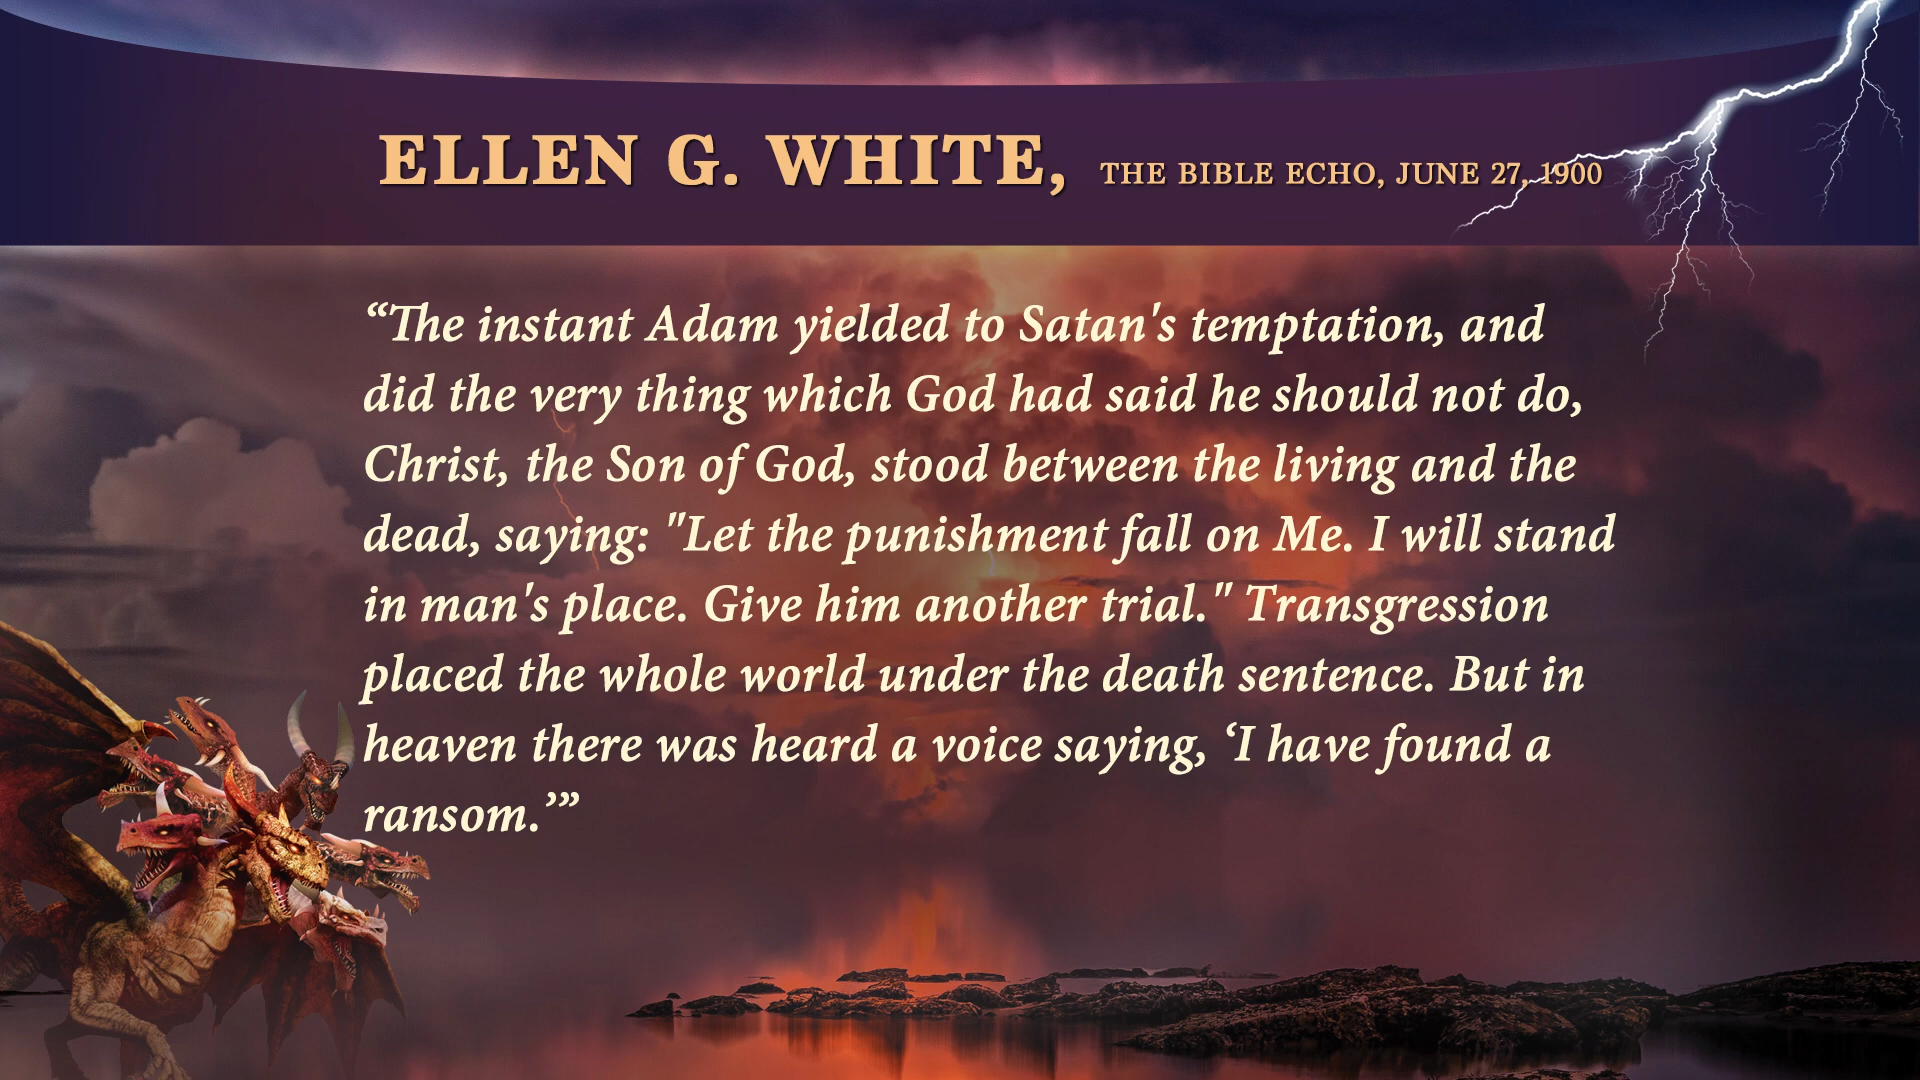 ELLEN G. WHITE, THE BIBLE ECHO, JUNE 27, 1900
“The instant Adam yielded to Satan's temptation, and
did the very thing which God had said he should not do,
Christ, the Son of God, stood between the living and the
dead, saying: "Let the punishment fall on Me. I will stand
in man's place. Give him another trial." Transgression
placed the whole world under the death sentence. But in
heaven there was heard a voice saying, ‘I have found a
ransom.’”